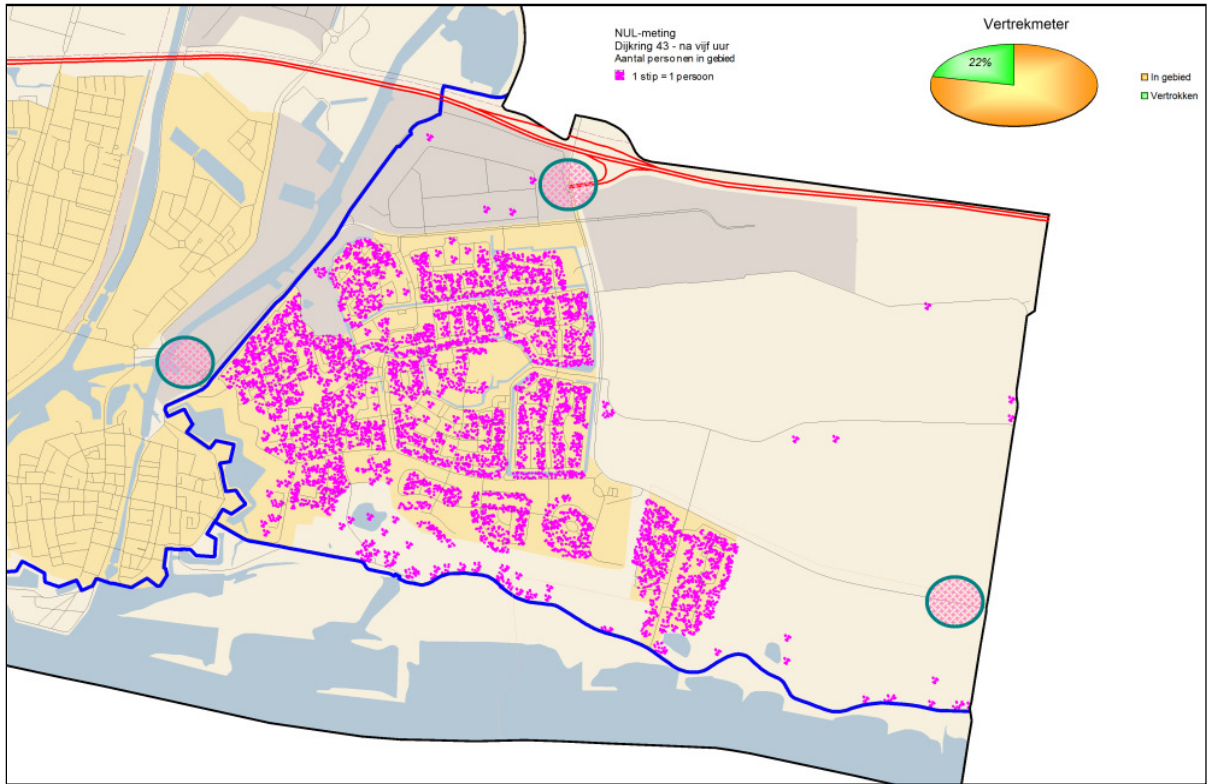 NUL-meting
Dijkring 43 - na vijf uur
Aantal personen in gebied
1 stip = 1 persoon
Vertrekmeter
22%
In gebied
Vertrokken